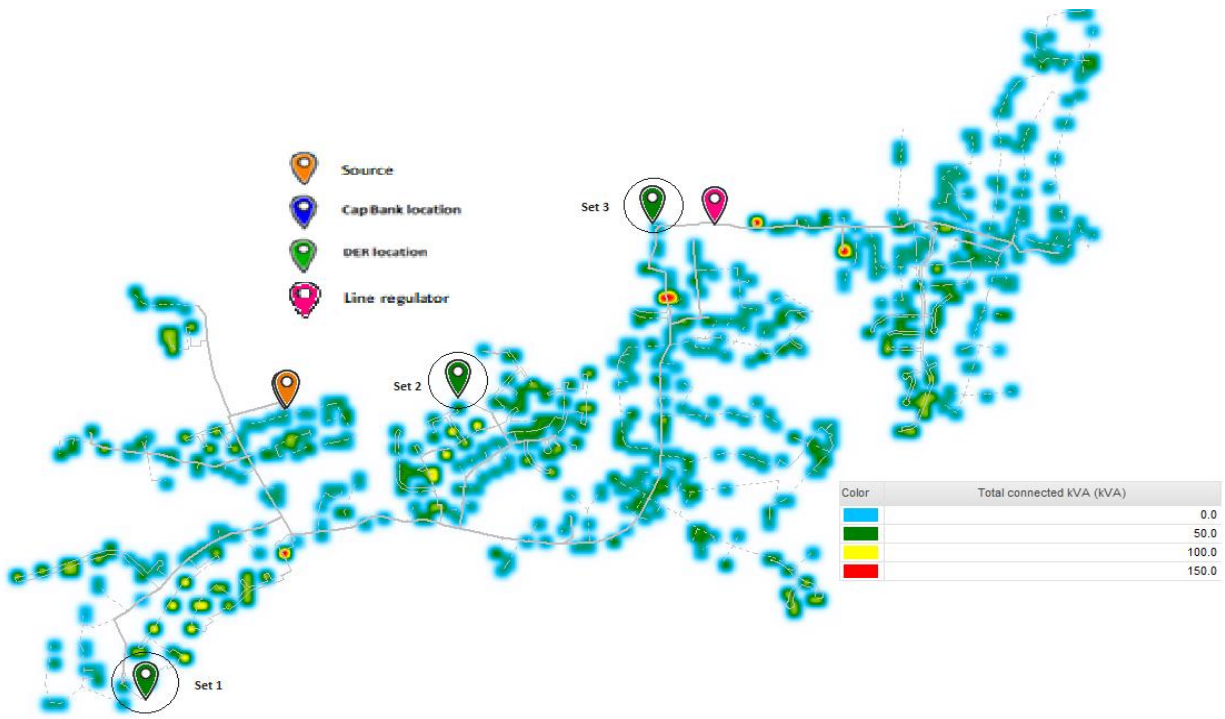 Source
Cap Bank location
DER location
Line regulator
Set 3
Set 2
Set 1
Color Total connected kVA (kVA)
0.0
50.0
100.0
150.0